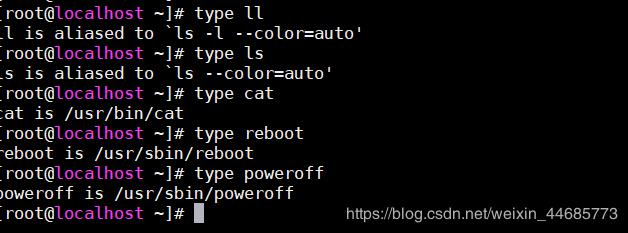 [root@localhost ~]# type ll
ll is aliased to `ls -l --color=auto'
[root@localhost ~]# type ls
ls is aliased to `ls --color=auto'
[root@localhost ~]# type cat
cat is /usr/bin/cat
[root@localhost ~]# type reboot
reboot is /usr/sbin/reboot
[root@localhost ~]# type poweroff
poweroff is /usr/sbin/poweroff
[root@localhost ~]#
https://blog.csdn.net/weixin_44685773